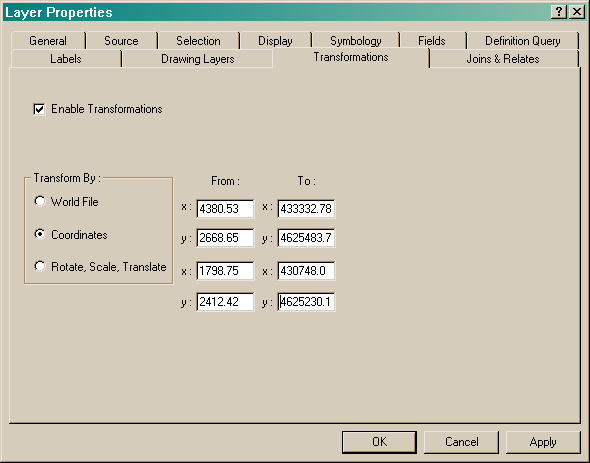 Layer Properties
General Source Selection Display Symbology Fields Definition Query
Labels Drawing Layers Transformations Joins & Relates
Enable Transformations
Transform By :
World File
Coordinates
Rotate, Scale, Translate
From : To :
x : 4380.53 x : 433332.78
y : 2668.65 y : 4625483.7
x : 1798.75 x : 430748.0
y : 2412.42 y : 4625230.1
OK Cancel Apply